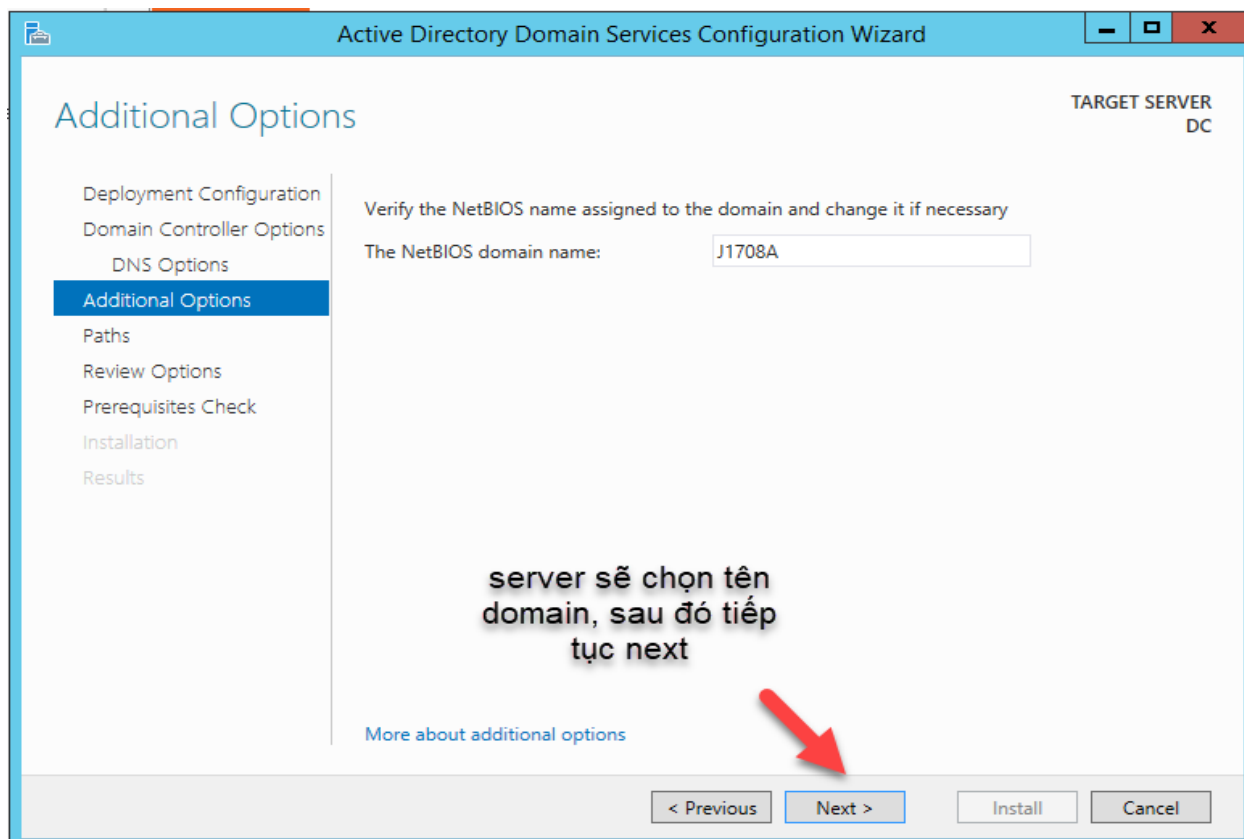 Active Directory Domain Services Configuration Wizard
Additional Options
TARGET SERVER
DC
Deployment Configuration
Domain Controller Options
DNS Options
Additional Options
Paths
Review Options
Prerequisites Check
Installation
Results
Verify the NetBIOS name assigned to the domain and change it if necessary
The NetBIOS domain name: J1708A
server sẽ chọn tên
domain, sau đó tiếp
tục next
More about additional options
< Previous Next > Install Cancel